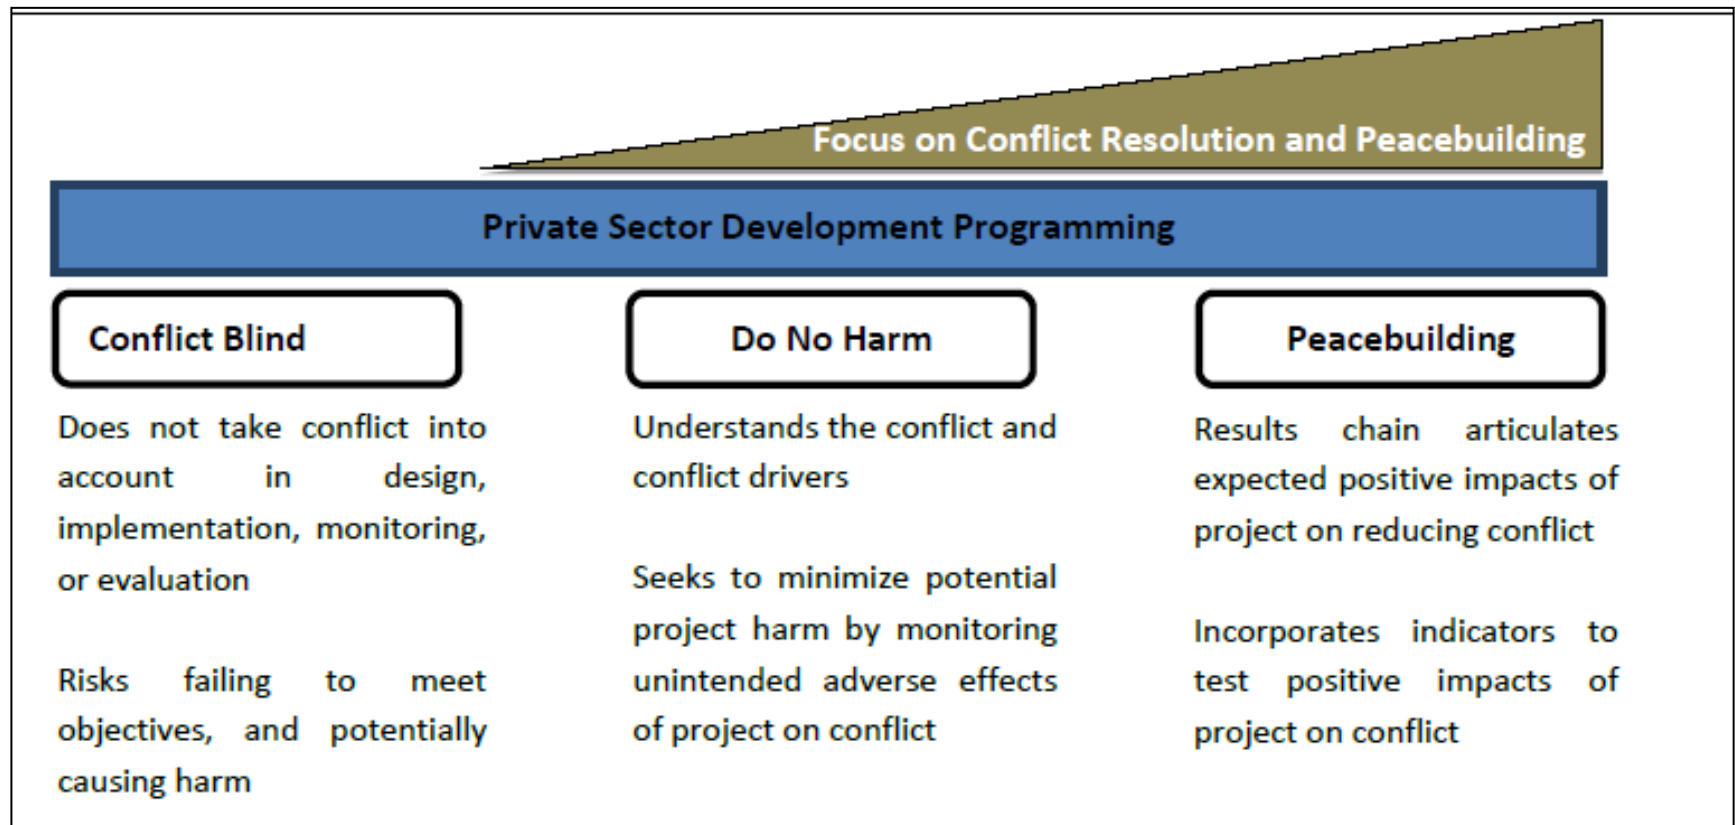 Focus on Conflict Resolution and Peacebuilding
Private Sector Development Programming
Conflict Blind
Does not take conflict into
account in design,
implementation, monitoring,
or evaluation
Risks failing to meet
objectives, and potentially
causing harm
Do No Harm
Understands the conflict and
conflict drivers
Seeks to minimize potential
project harm by monitoring
unintended adverse effects
of project on conflict
Peacebuilding
Results chain articulates
expected positive impacts of
project on reducing conflict
Incorporates indicators to
test positive impacts of
project on conflict